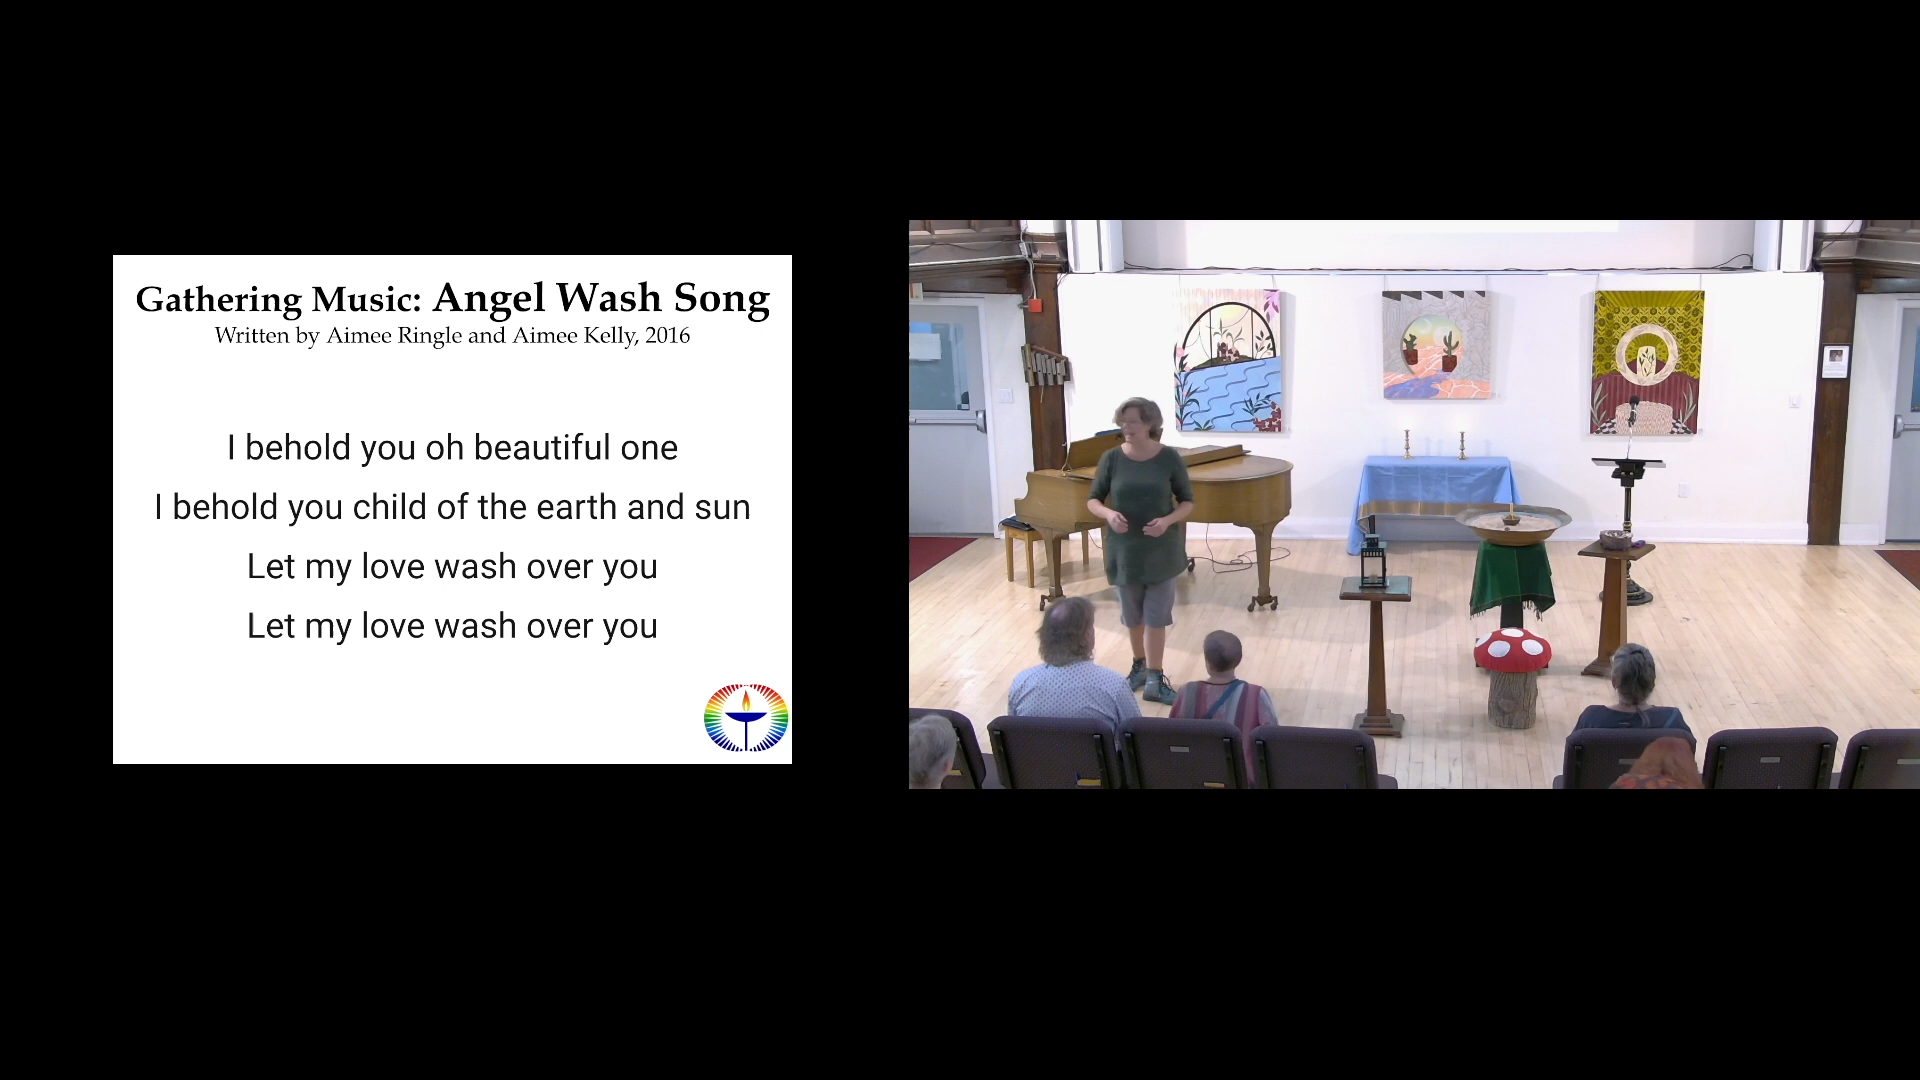 Gathering Music: Angel Wash Song
Written by Aimee Ringle and Aimee Kelly, 2016
I behold you oh beautiful one
I behold you child of the earth and sun
Let my love wash over you
Let my love wash over you